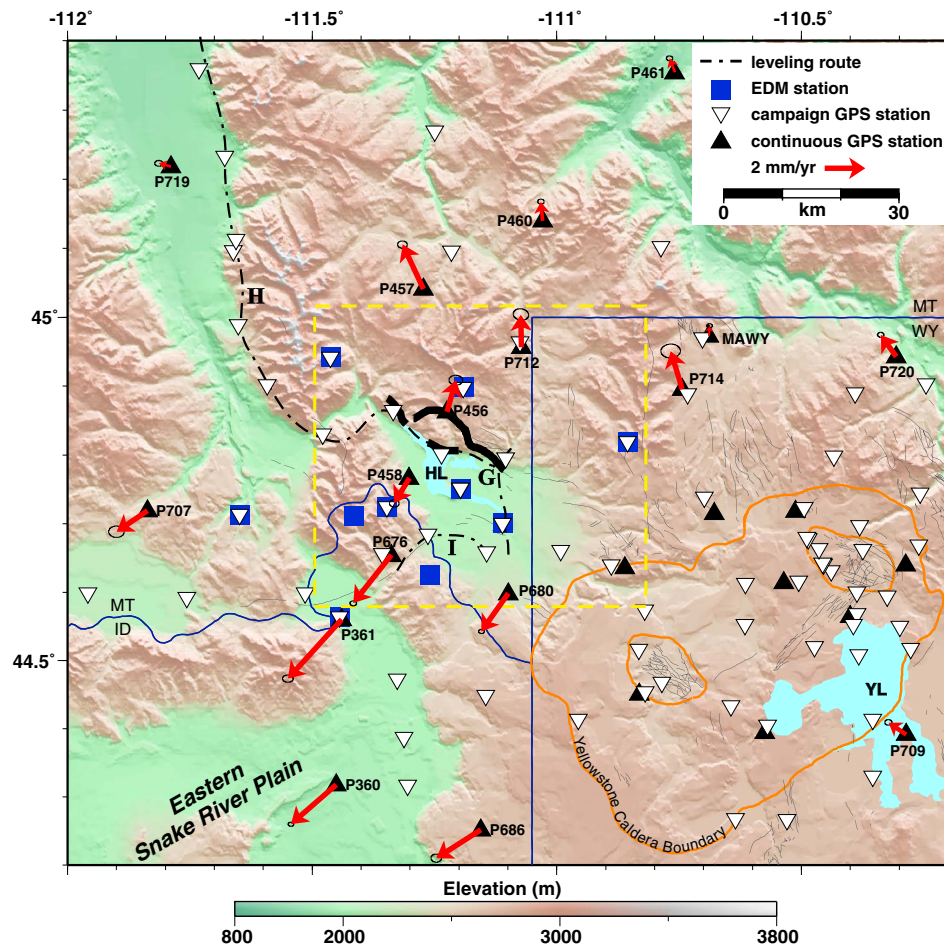 -112°
-111.5°
-111°
-110.5°
P461
leveling route
EDM station
campaign GPS station
continuous GPS station
2 mm/yr
0
30
km
P719
P460
P457
H
45°
MT
WY
P712
MAWY
P720
P714
P456
P458
HL
G
P707
P676
I
P680
MT
ID
P361
44.5°
YL
P709
Yellowstone Caldera Boundary
Eastern
Snake River Plain
P360
P686
Elevation (m)
800
2000
3000
3800